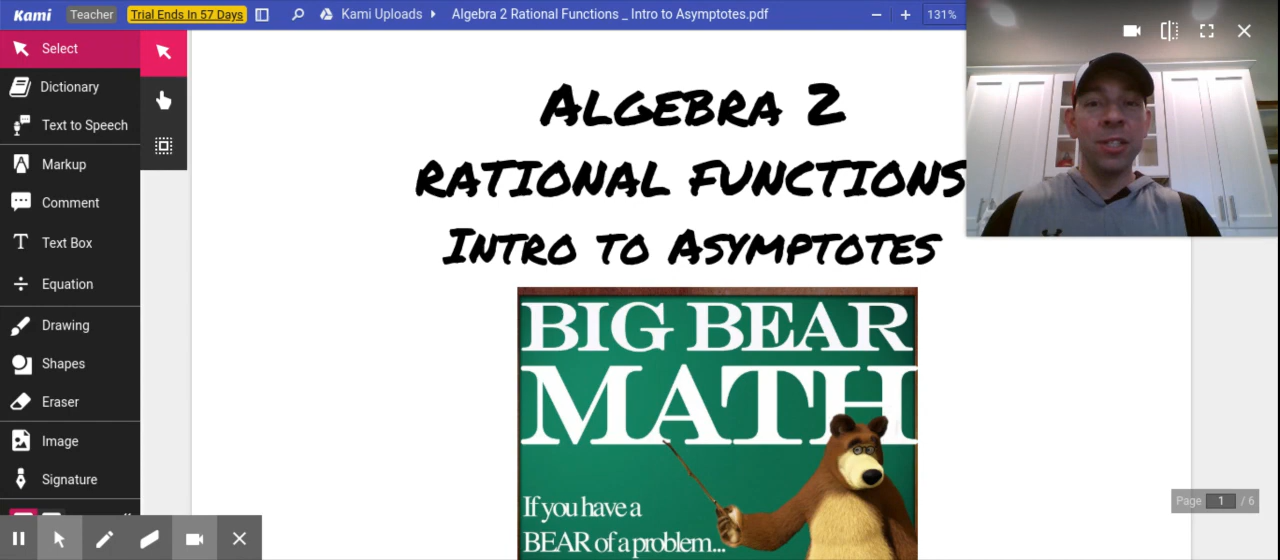 Kami Teacher Trial Ends In 57 Days Kami Uploads Algebra 2 Rational Functions _ Intro to Asymptotes.pdf 131%
Select
Dictionary
Text to Speech
Markup
Comment
Text Box
Equation
Drawing
Shapes
Eraser
Image
Signature
ALGEBRA 2
RATIONAL FUNCTIONS
INTRO TO ASYMPTOTES
BIG BEAR
MATH
If you have a
BEAR of a problem...
Page 1 / 6